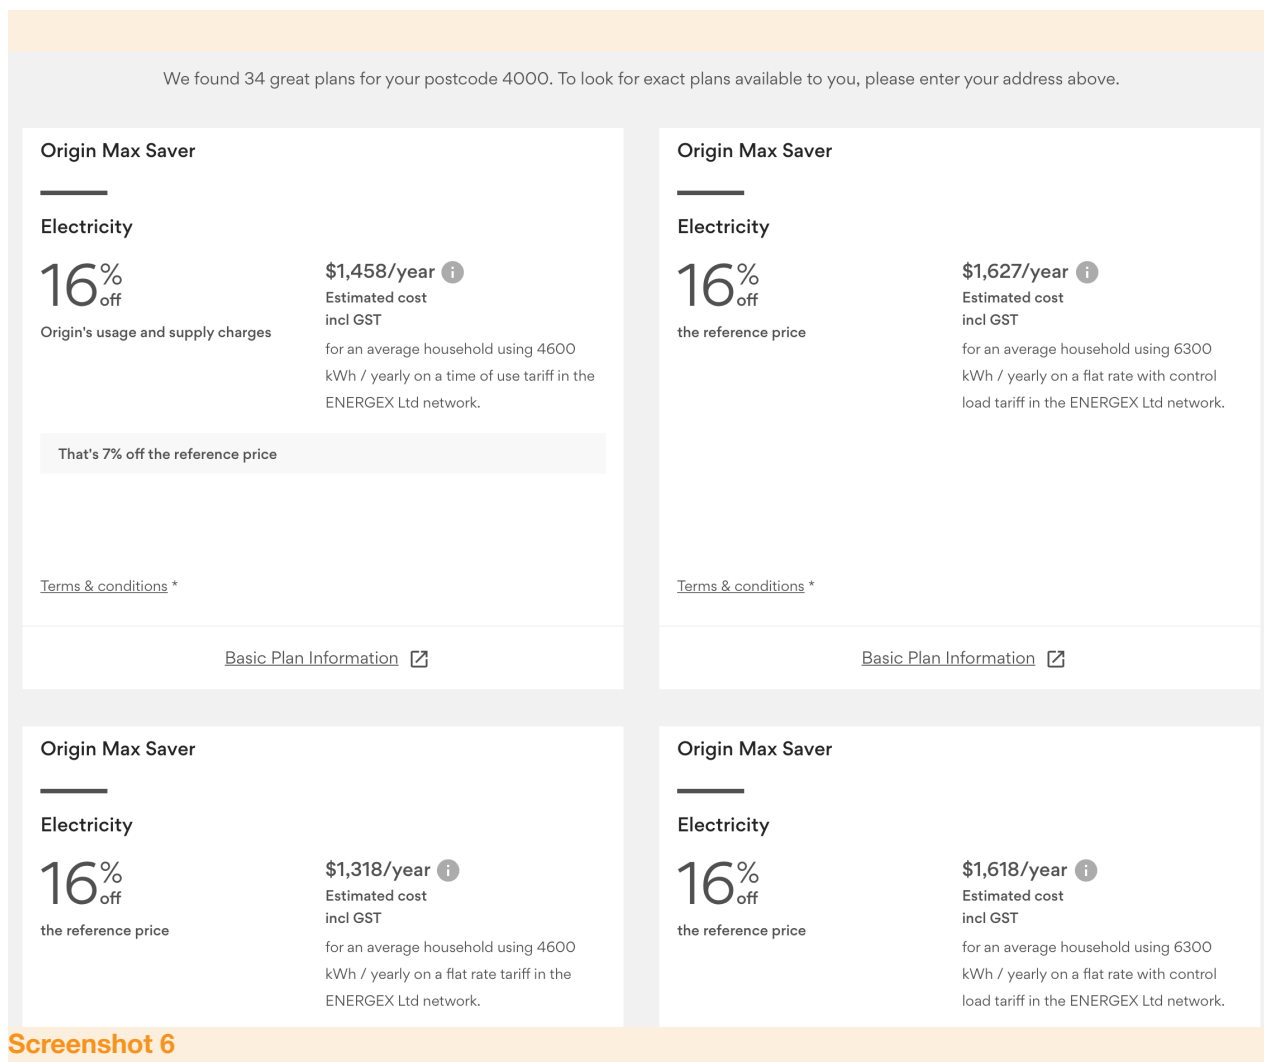 We found 34 great plans for your postcode 4000. To look for exact plans available to you, please enter your address above.
Origin Max Saver
Electricity
16% off
Origin's usage and supply charges
$1,458/year
Estimated cost
incl GST
for an average household using 4600
kWh / yearly on a time of use tariff in the
ENERGEX Ltd network.
That's 7% off the reference price
Terms & conditions *
Basic Plan Information
Origin Max Saver
Electricity
16% off
the reference price
$1,627/year
Estimated cost
incl GST
for an average household using 6300
kWh / yearly on a flat rate with control
load tariff in the ENERGEX Ltd network.
Terms & conditions *
Basic Plan Information
Origin Max Saver
Electricity
16% off
the reference price
$1,318/year
Estimated cost
incl GST
for an average household using 4600
kWh / yearly on a flat rate tariff in the
ENERGEX Ltd network.
Origin Max Saver
Electricity
16% off
the reference price
$1,618/year
Estimated cost
incl GST
for an average household using 6300
kWh / yearly on a flat rate with control
load tariff in the ENERGEX Ltd network.
Screenshot 6